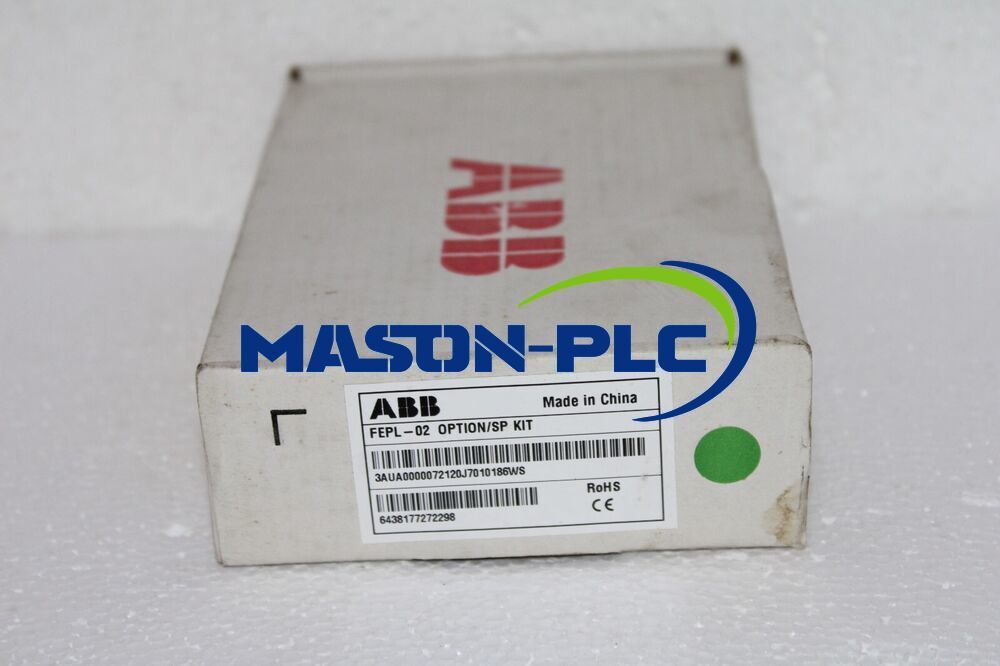 ABB
MASON-PLC
ABB
Made in China
FEPL-02 OPTION/SP KIT
3AUA0000072120J7010186WS
RoHS
6438177272298
CE